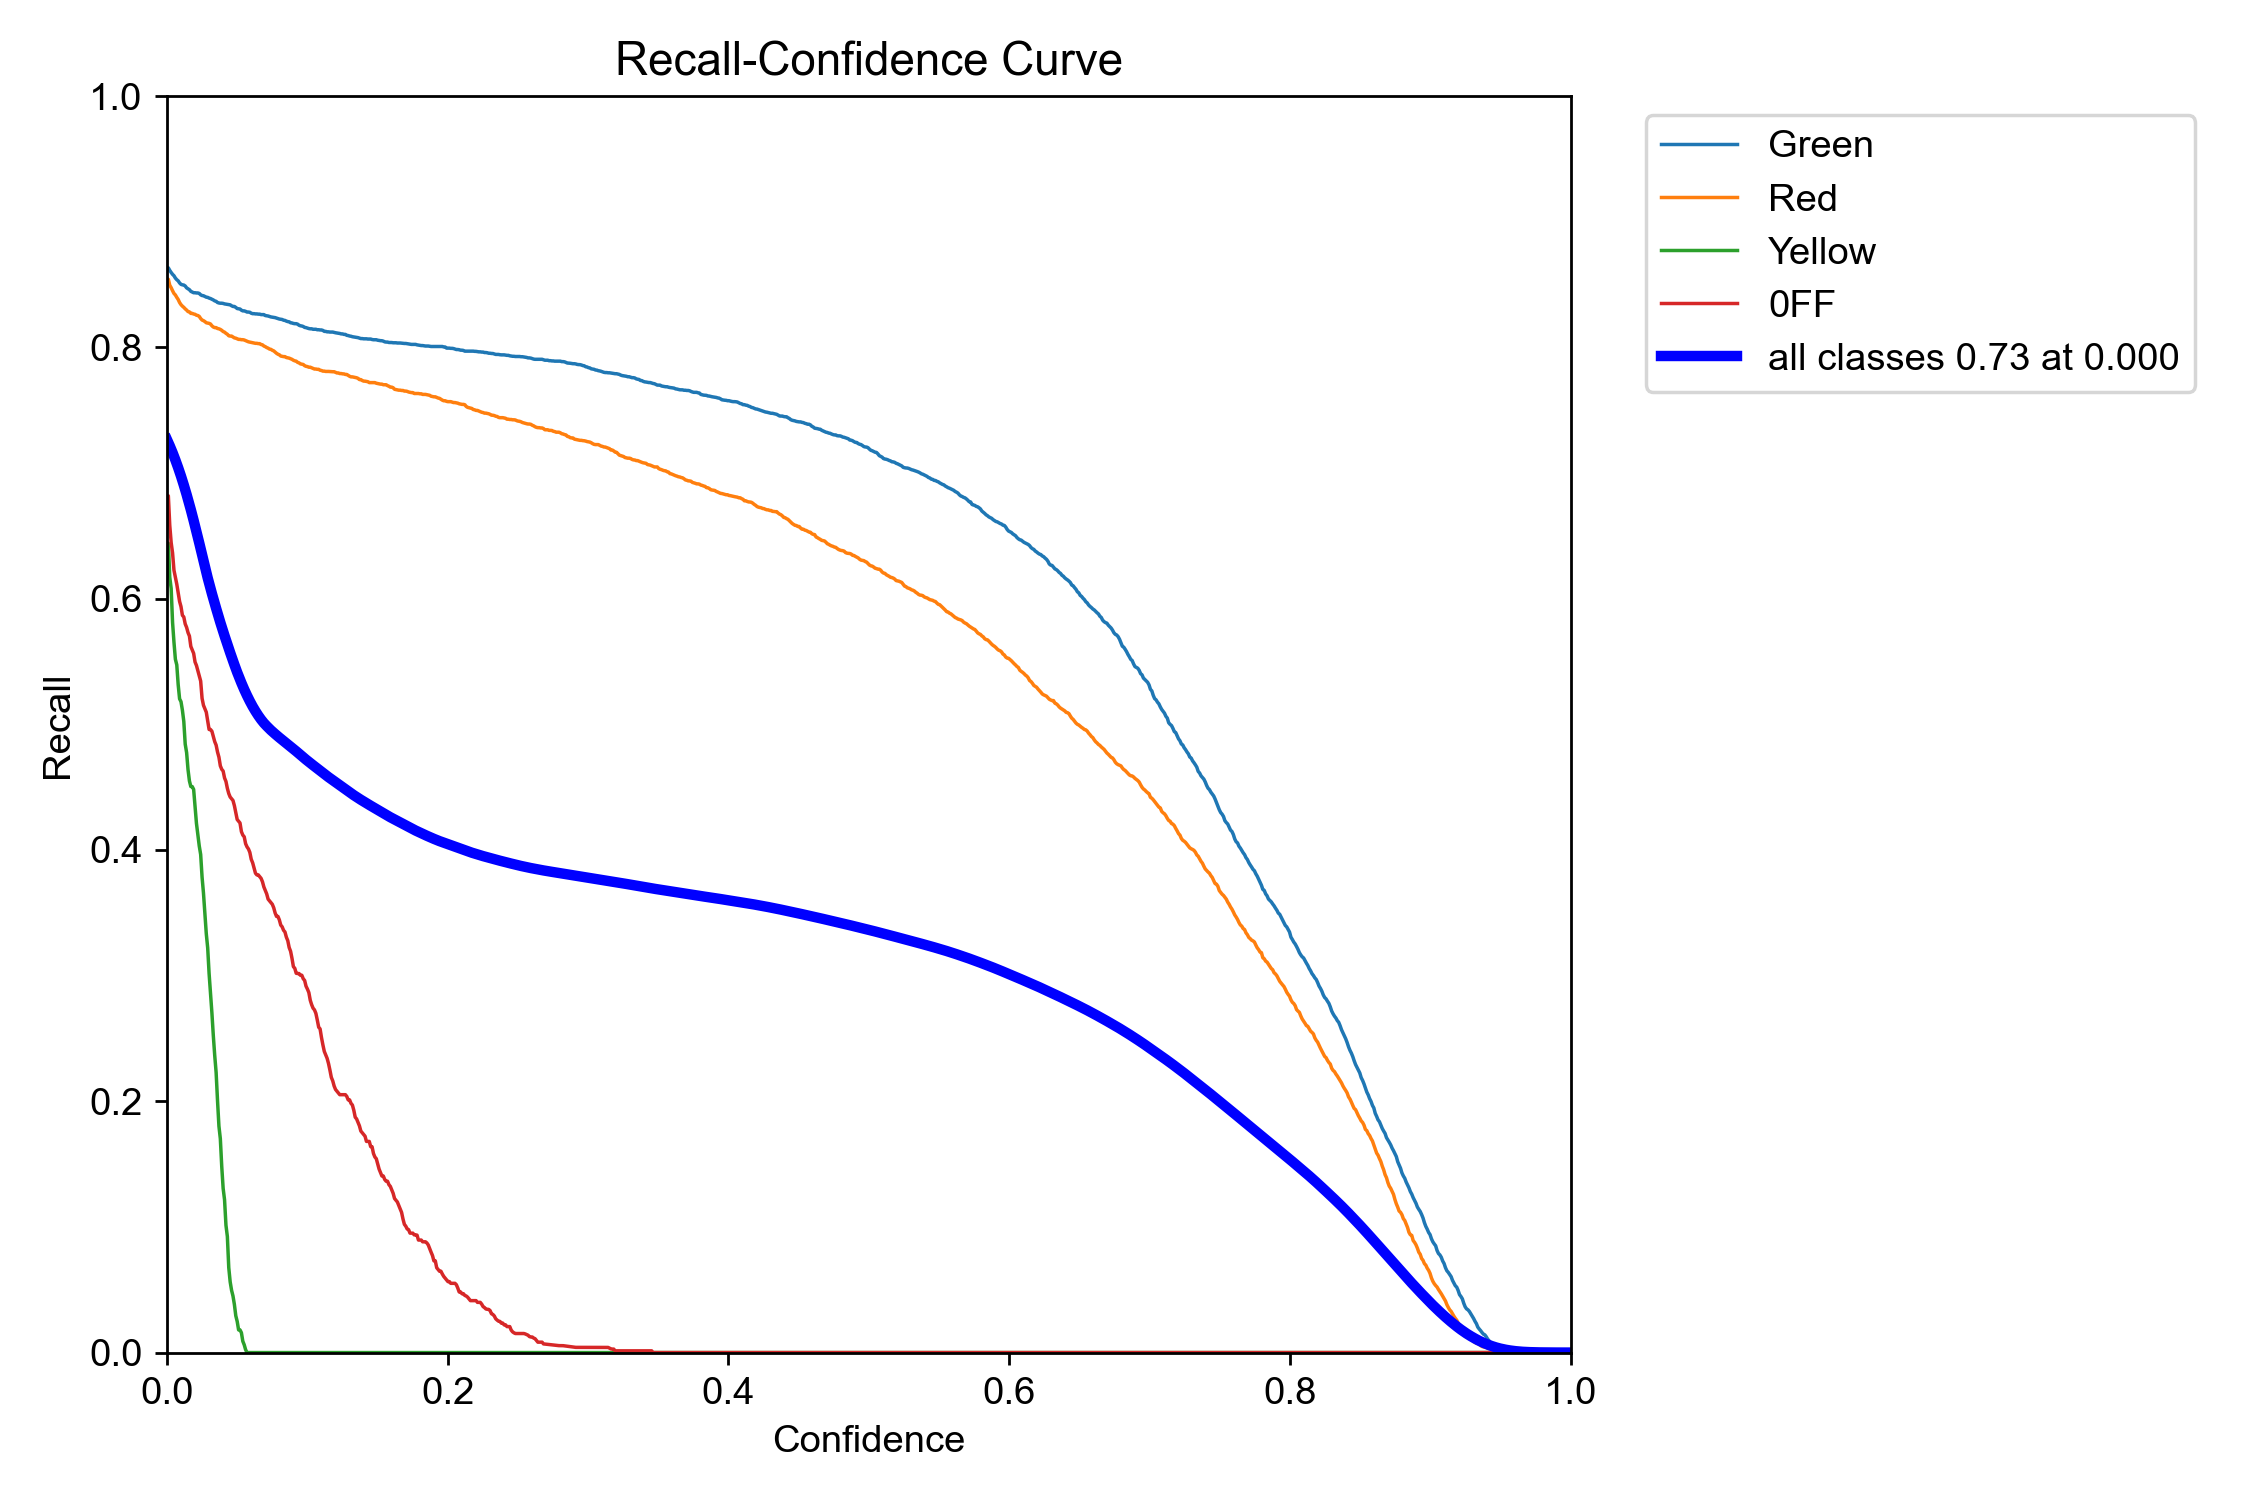 Recall-Confidence Curve
1.0
0.8
0.6
0.4
0.2
0.0
Recall
0.0 0.2 0.4 0.6 0.8 1.0
Confidence
Green
Red
Yellow
0FF
all classes 0.73 at 0.000